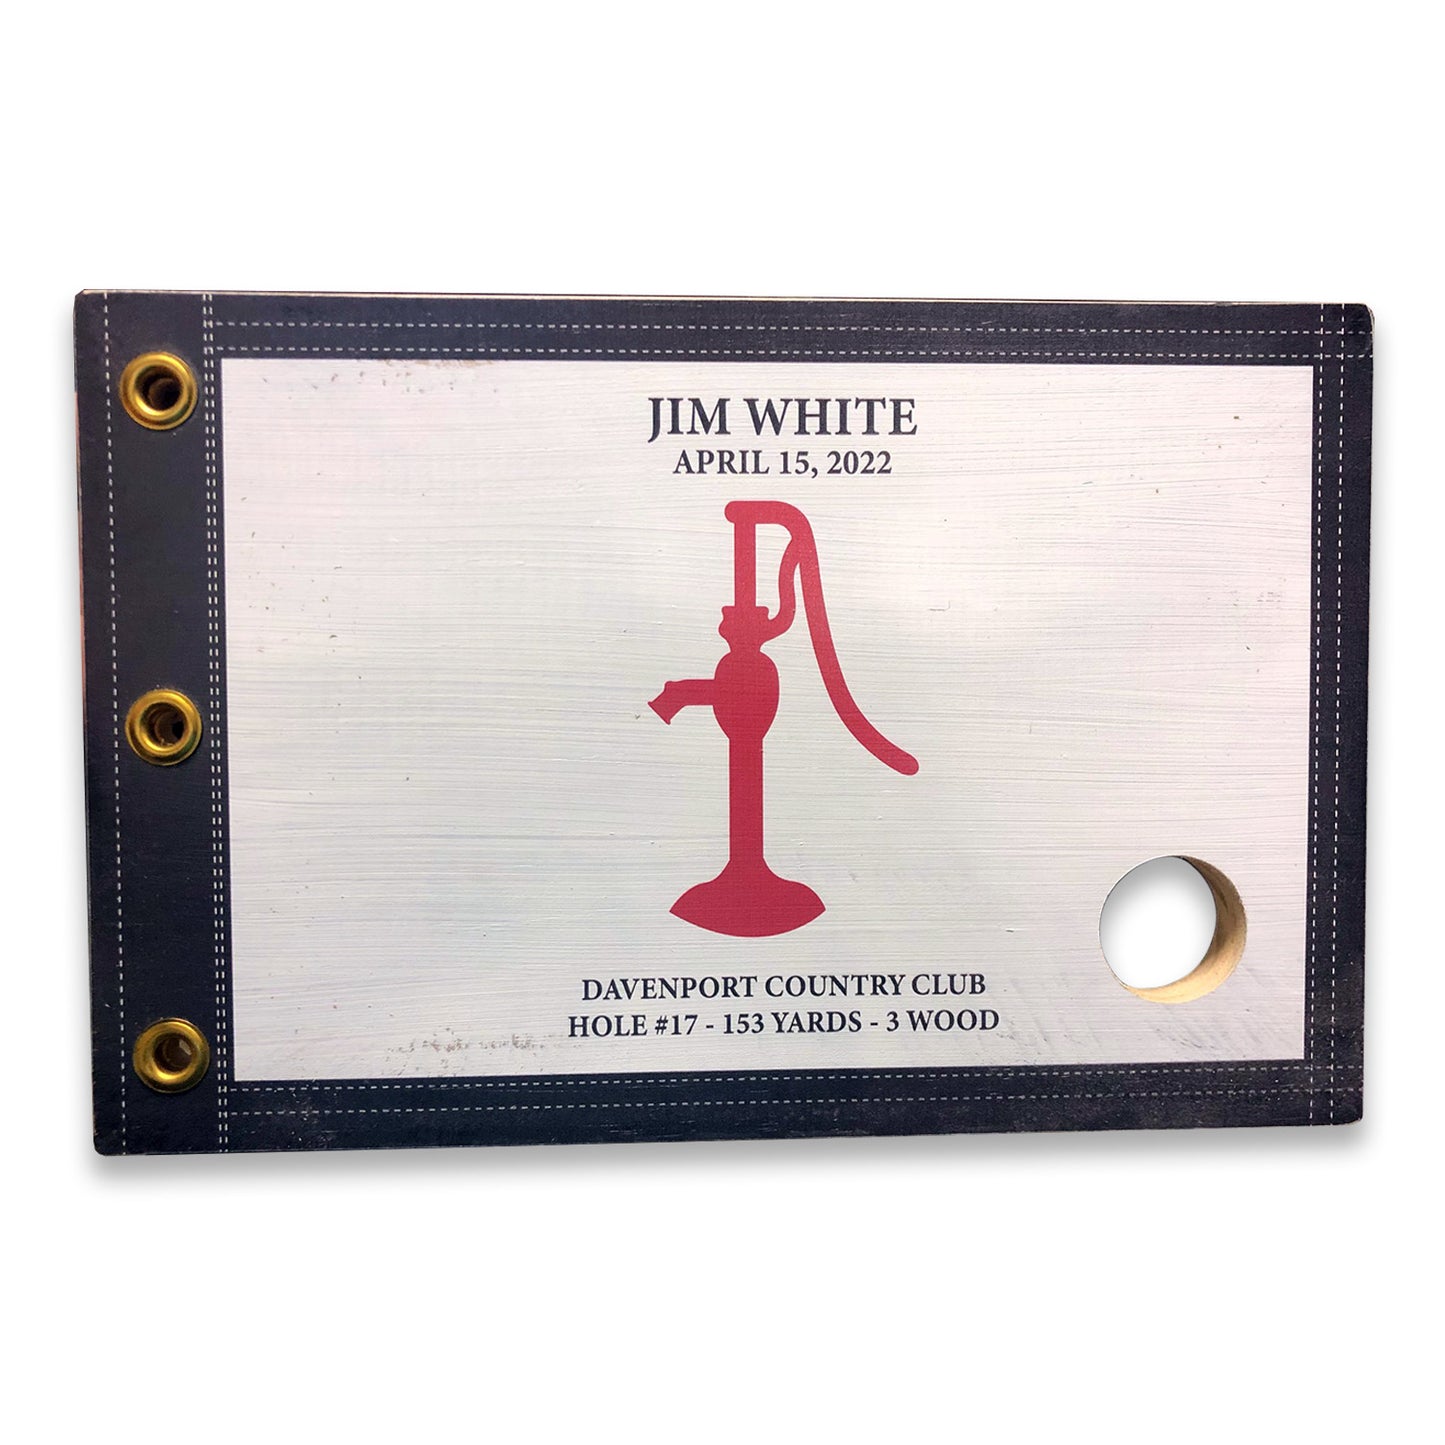 JIM WHITE
APRIL 15, 2022
DAVENPORT COUNTRY CLUB
HOLE #17 - 153 YARDS - 3 WOOD